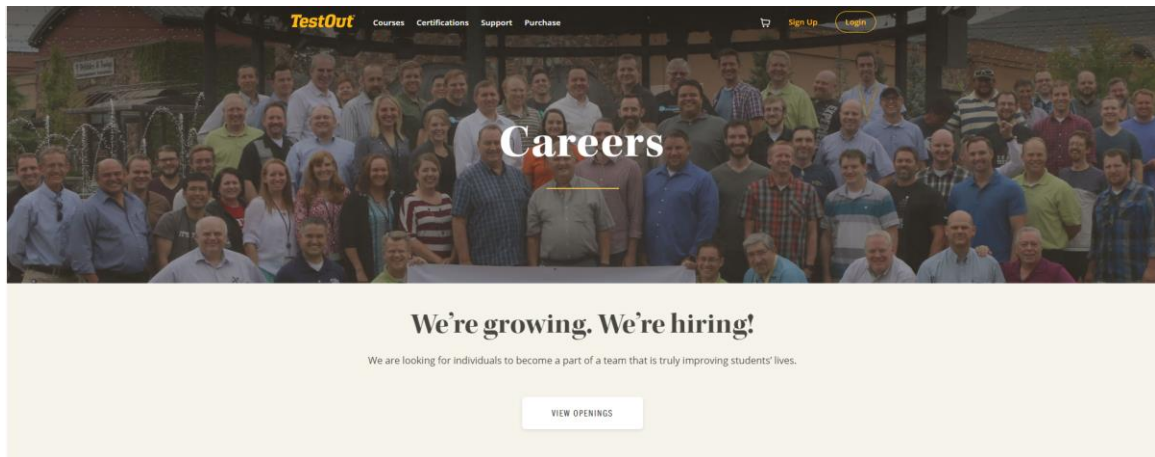 TestOut
Courses Certifications Support Purchase
Sign Up
Login
Careers
We're growing. We're hiring!
We are looking for individuals to become a part of a team that is truly improving students' lives.
VIEW OPENINGS